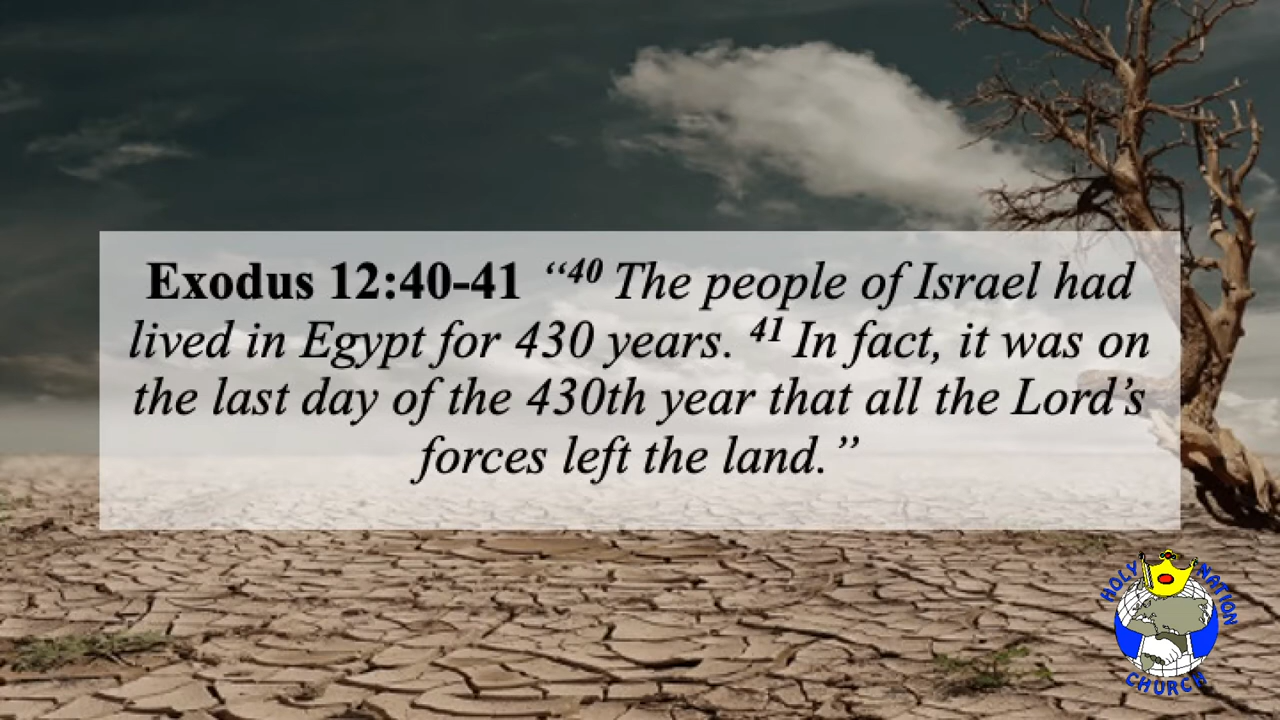 Exodus 12:40-41 “40 The people of Israel had
lived in Egypt for 430 years. 41 In fact, it was on
the last day of the 430th year that all the Lord’s
forces left the land.”
HOLY NATION
CHURCH